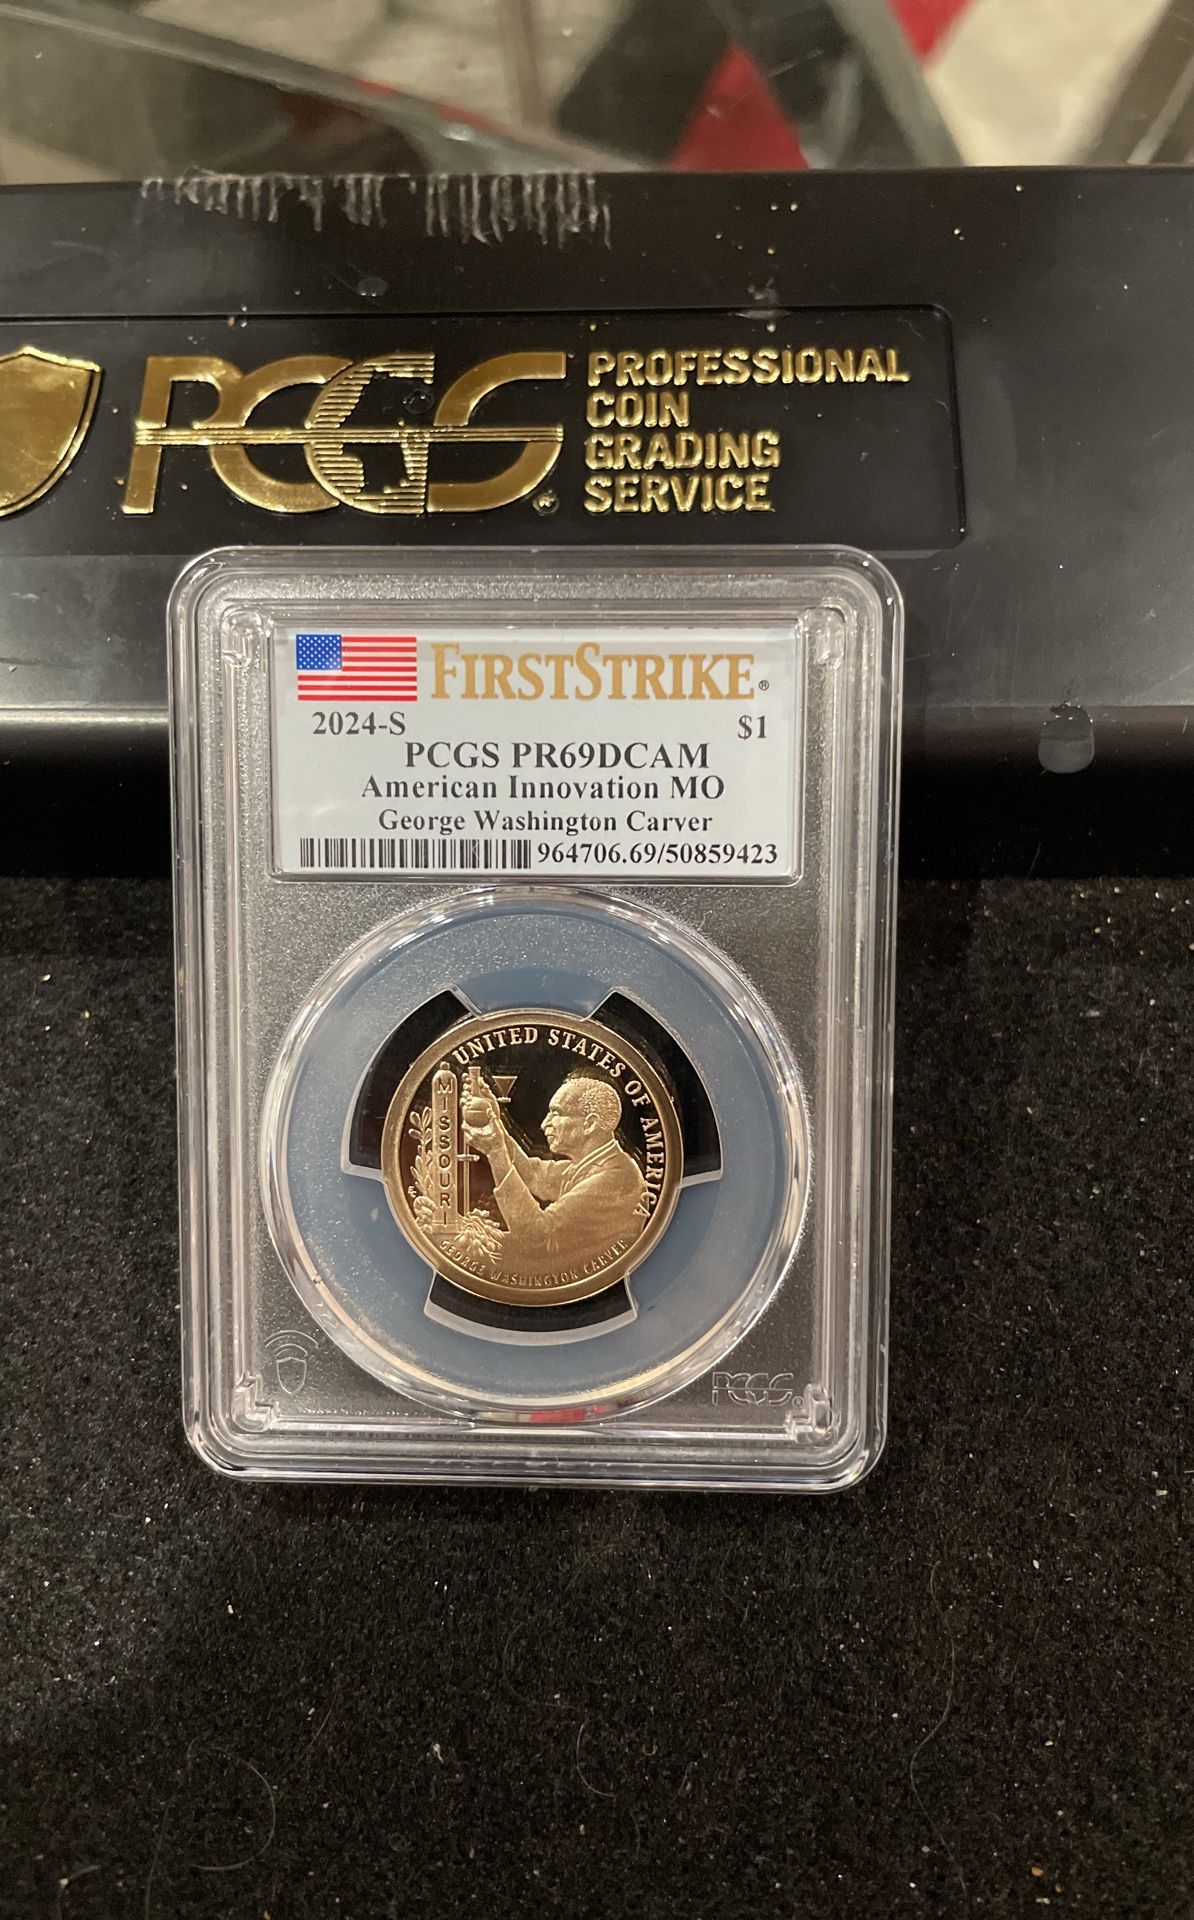 PCGS®
PROFESSIONAL
COIN
GRADING
SERVICE
FIRSTSTRIKE®
2024-S $1
PCGS PR69DCAM
American Innovation MO
George Washington Carver
964706.69/50859423
UNITED STATES OF AMERICA
MISSOURI
GEORGE WASHINGTON CARVER
PCGS®